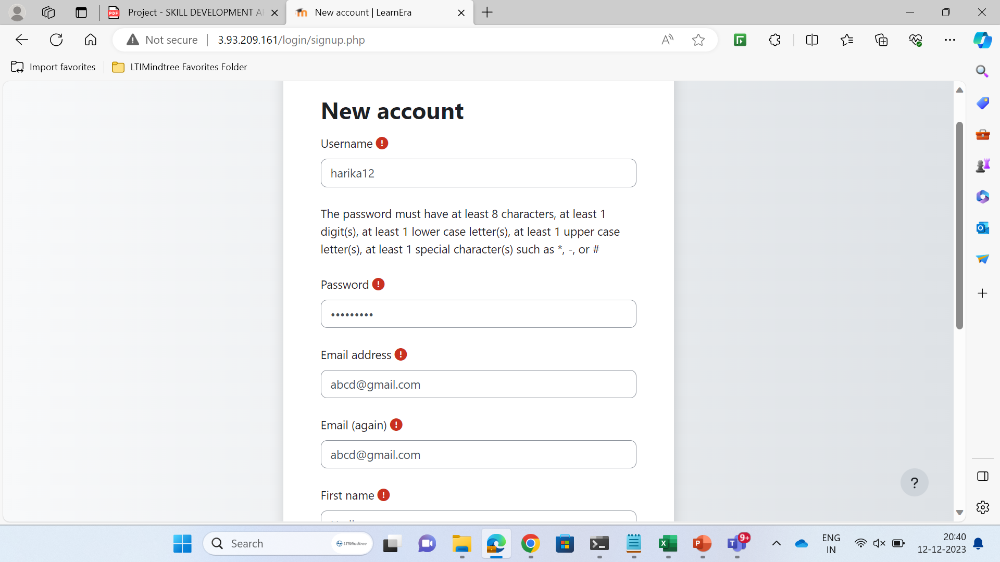 Project - SKILL DEVELOPMENT
New account | LearnEra
Not secure
3.93.209.161/login/signup.php
Import favorites
LTIMindtree Favorites Folder
New account
Username
harika12
The password must have at least 8 characters, at least 1
digit(s), at least 1 lower case letter(s), at least 1 upper case
letter(s), at least 1 special character(s) such as *, -, or #
Password
•••••••••
Email address
abcd@gmail.com
Email (again)
abcd@gmail.com
First name
?
Search
LTIMindtree
9+
ENG
IN
20:40
12-12-2023